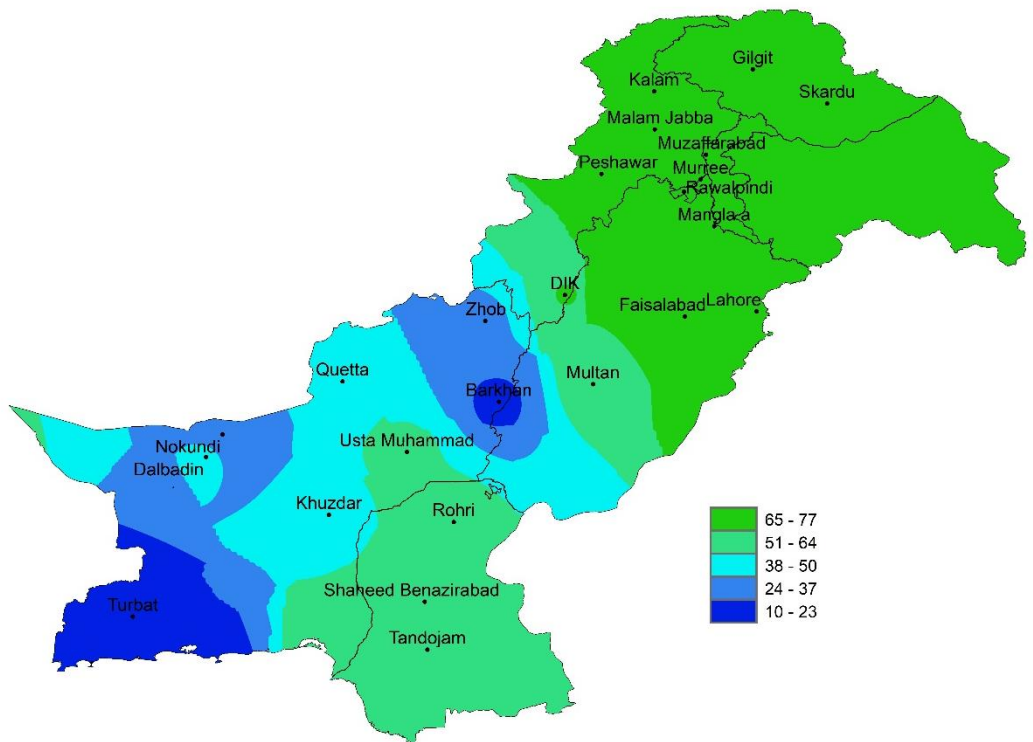 Gilgit
Kalam
Skardu
Malam Jabba
Muzaffarabad
Peshawar
Murree
Rawalpindi
Mangla a
DIK
Faisalabad
Lahore
Zhob
Quetta
Multan
Barkhan
Usta Muhammad
Nokundi
Dalbadin
Khuzdar
Rohri
Shaheed Benazirabad
Turbat
Tandojam
65 - 77
51 - 64
38 - 50
24 - 37
10 - 23